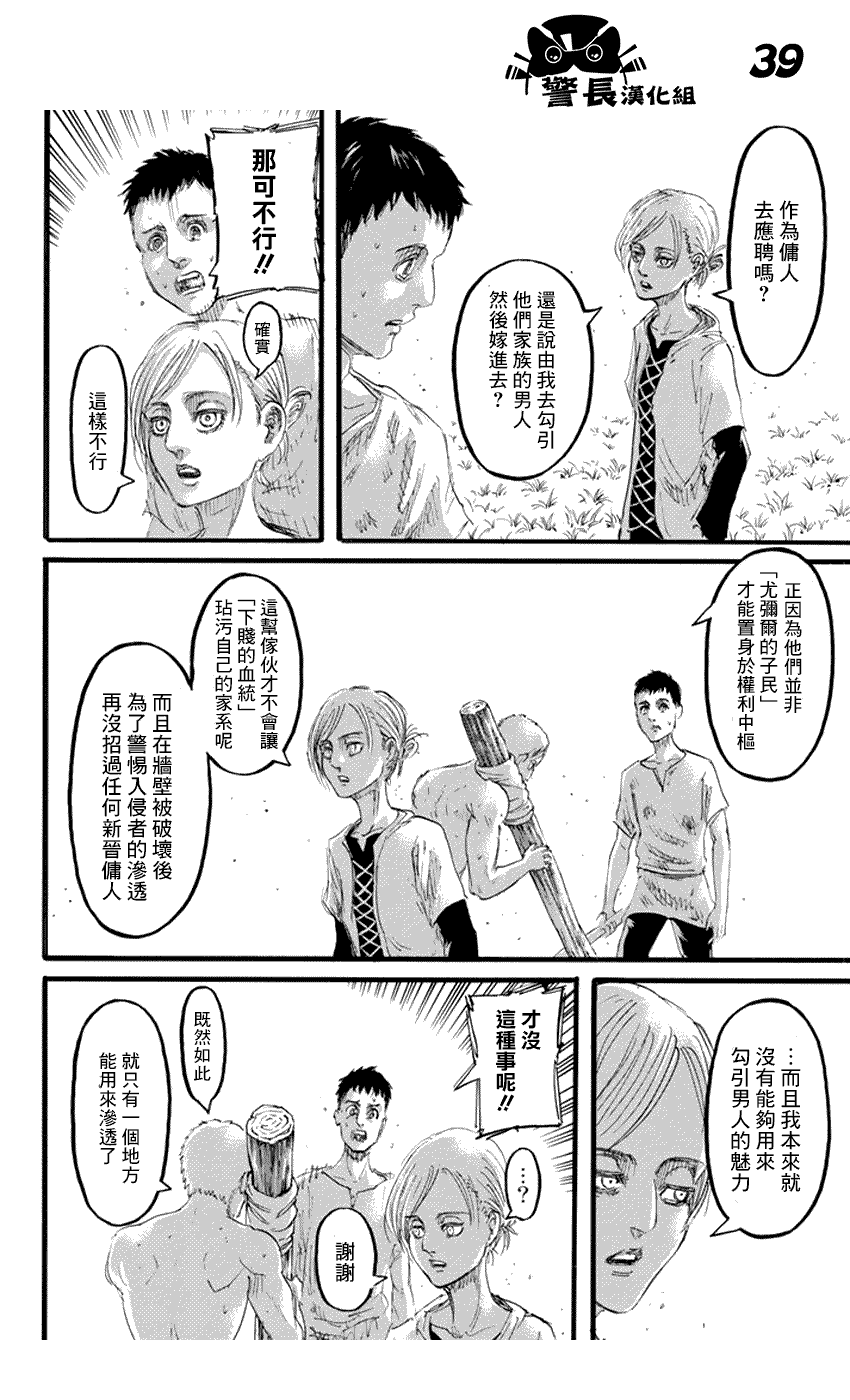 警長漢化組
39
作為傭人
去應聘嗎?
還是說由我去勾引
他們家族的男人
然後嫁進去?
那可不行!!
確實
這樣不行
正因為他們並非
「尤彌爾的子民」
才能置身於權利中樞
這幫傢伙才不會讓
「下賤的血統」
玷污自己的家系呢
而且在牆壁被破壞後
為了警惕入侵者的滲透
再沒招過任何新晉傭人
…而且我本來就
沒有能夠用來
勾引男人的魅力
才沒
這種事呢!!
…?
謝謝
既然如此
就只有一個地方
能用來滲透了